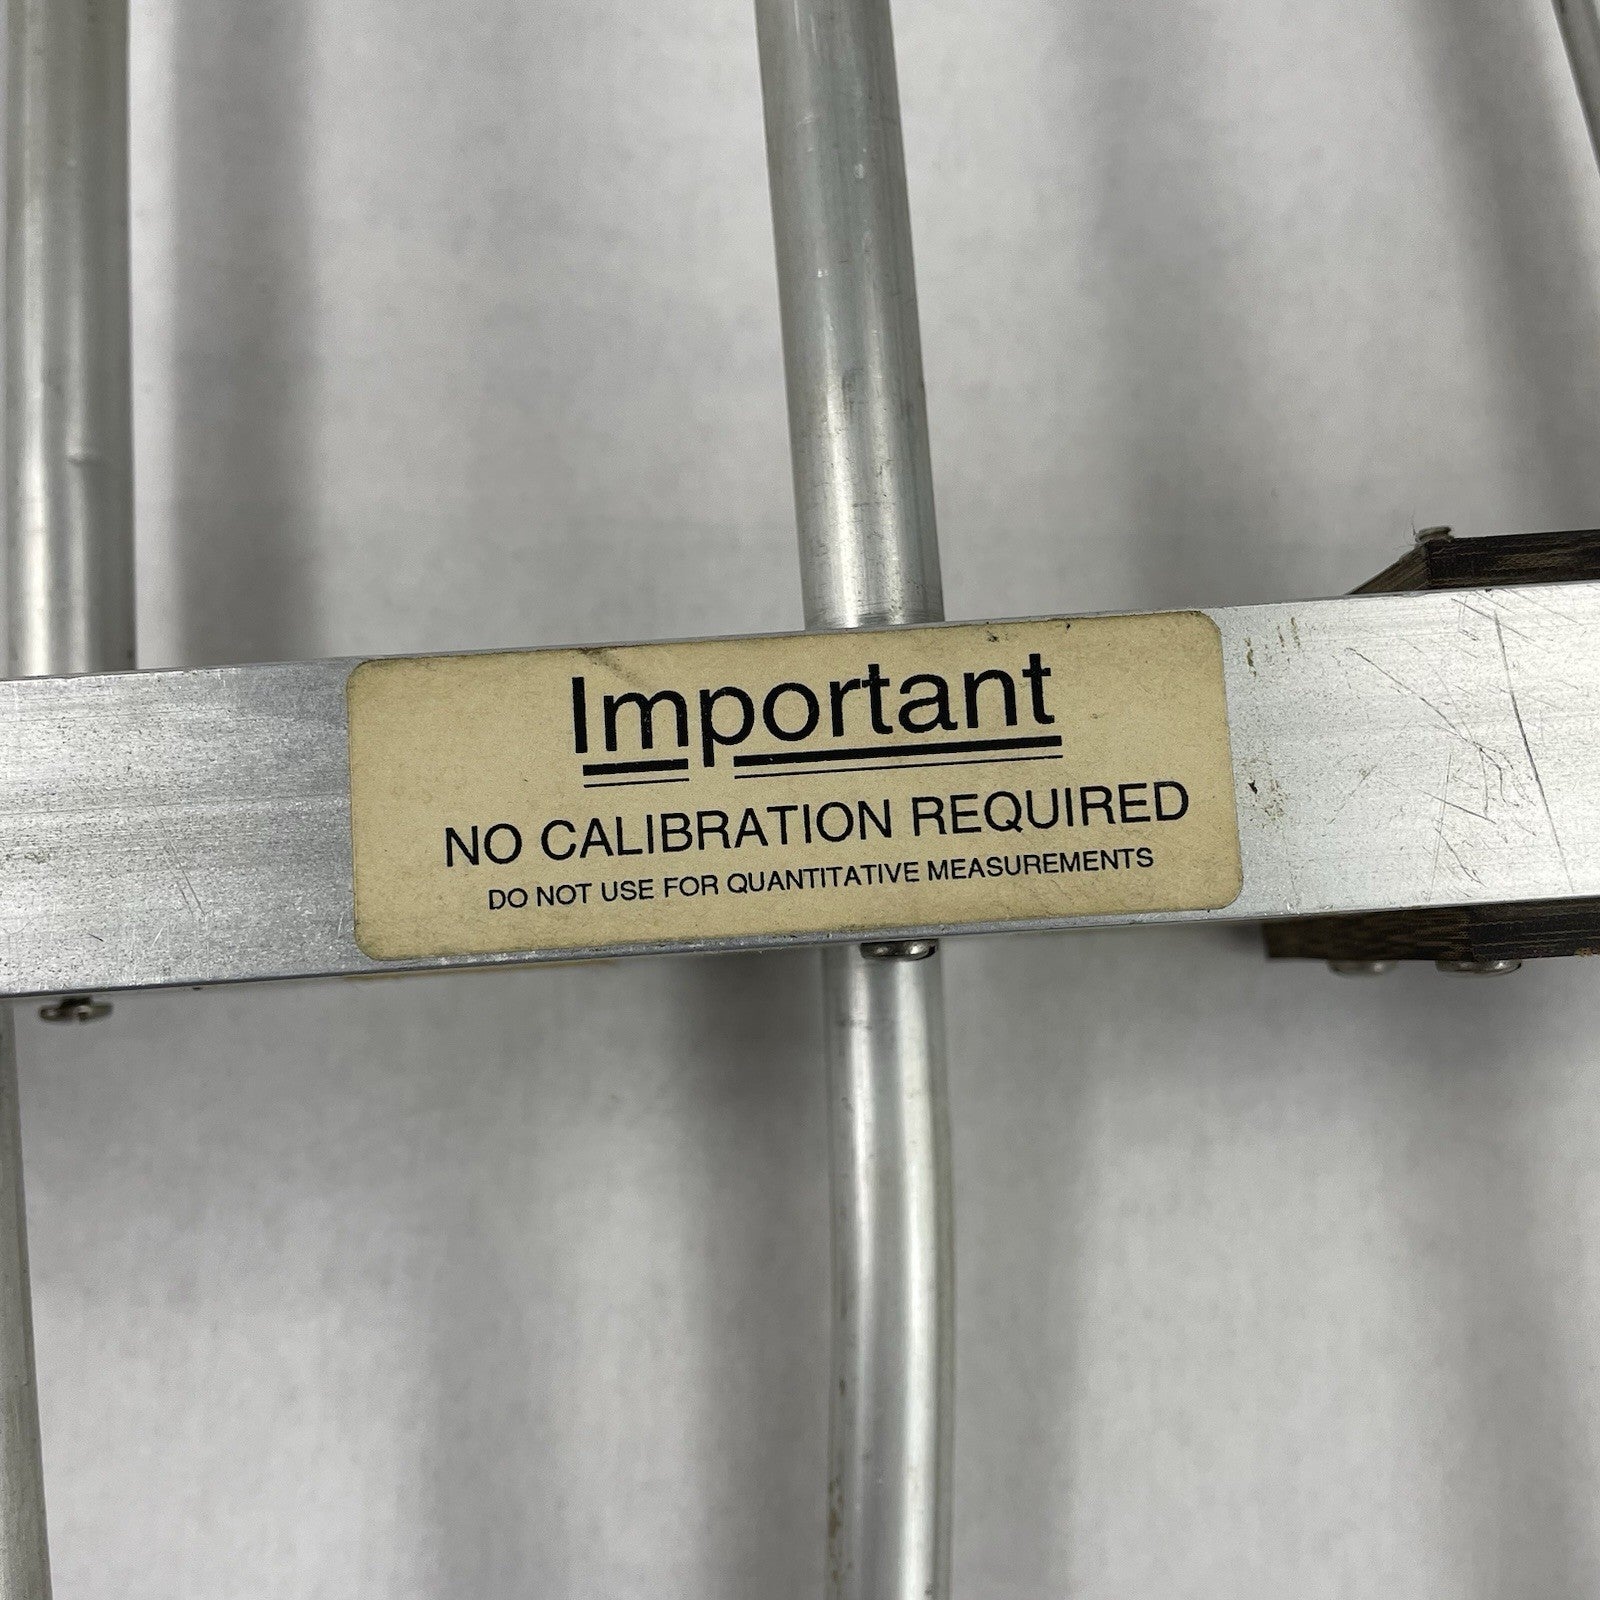 Important
NO CALIBRATION REQUIRED
DO NOT USE FOR QUANTITATIVE MEASUREMENTS